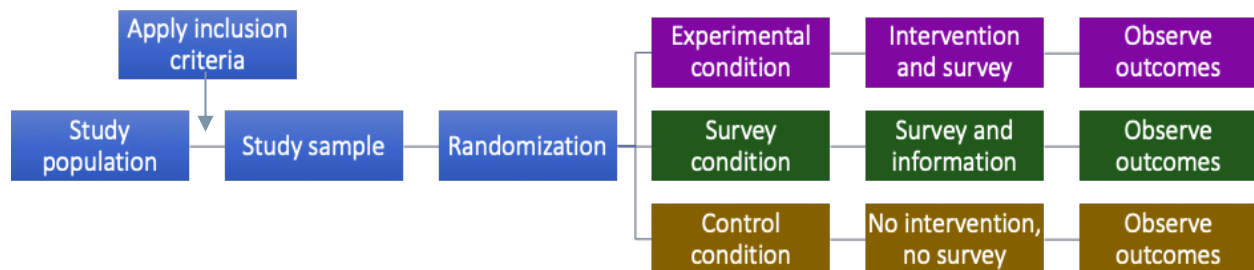 Apply inclusion
criteria
Study
population
Study sample
Randomization
Experimental
condition
Intervention
and survey
Observe
outcomes
Survey
condition
Survey and
information
Observe
outcomes
Control
condition
No intervention,
no survey
Observe
outcomes